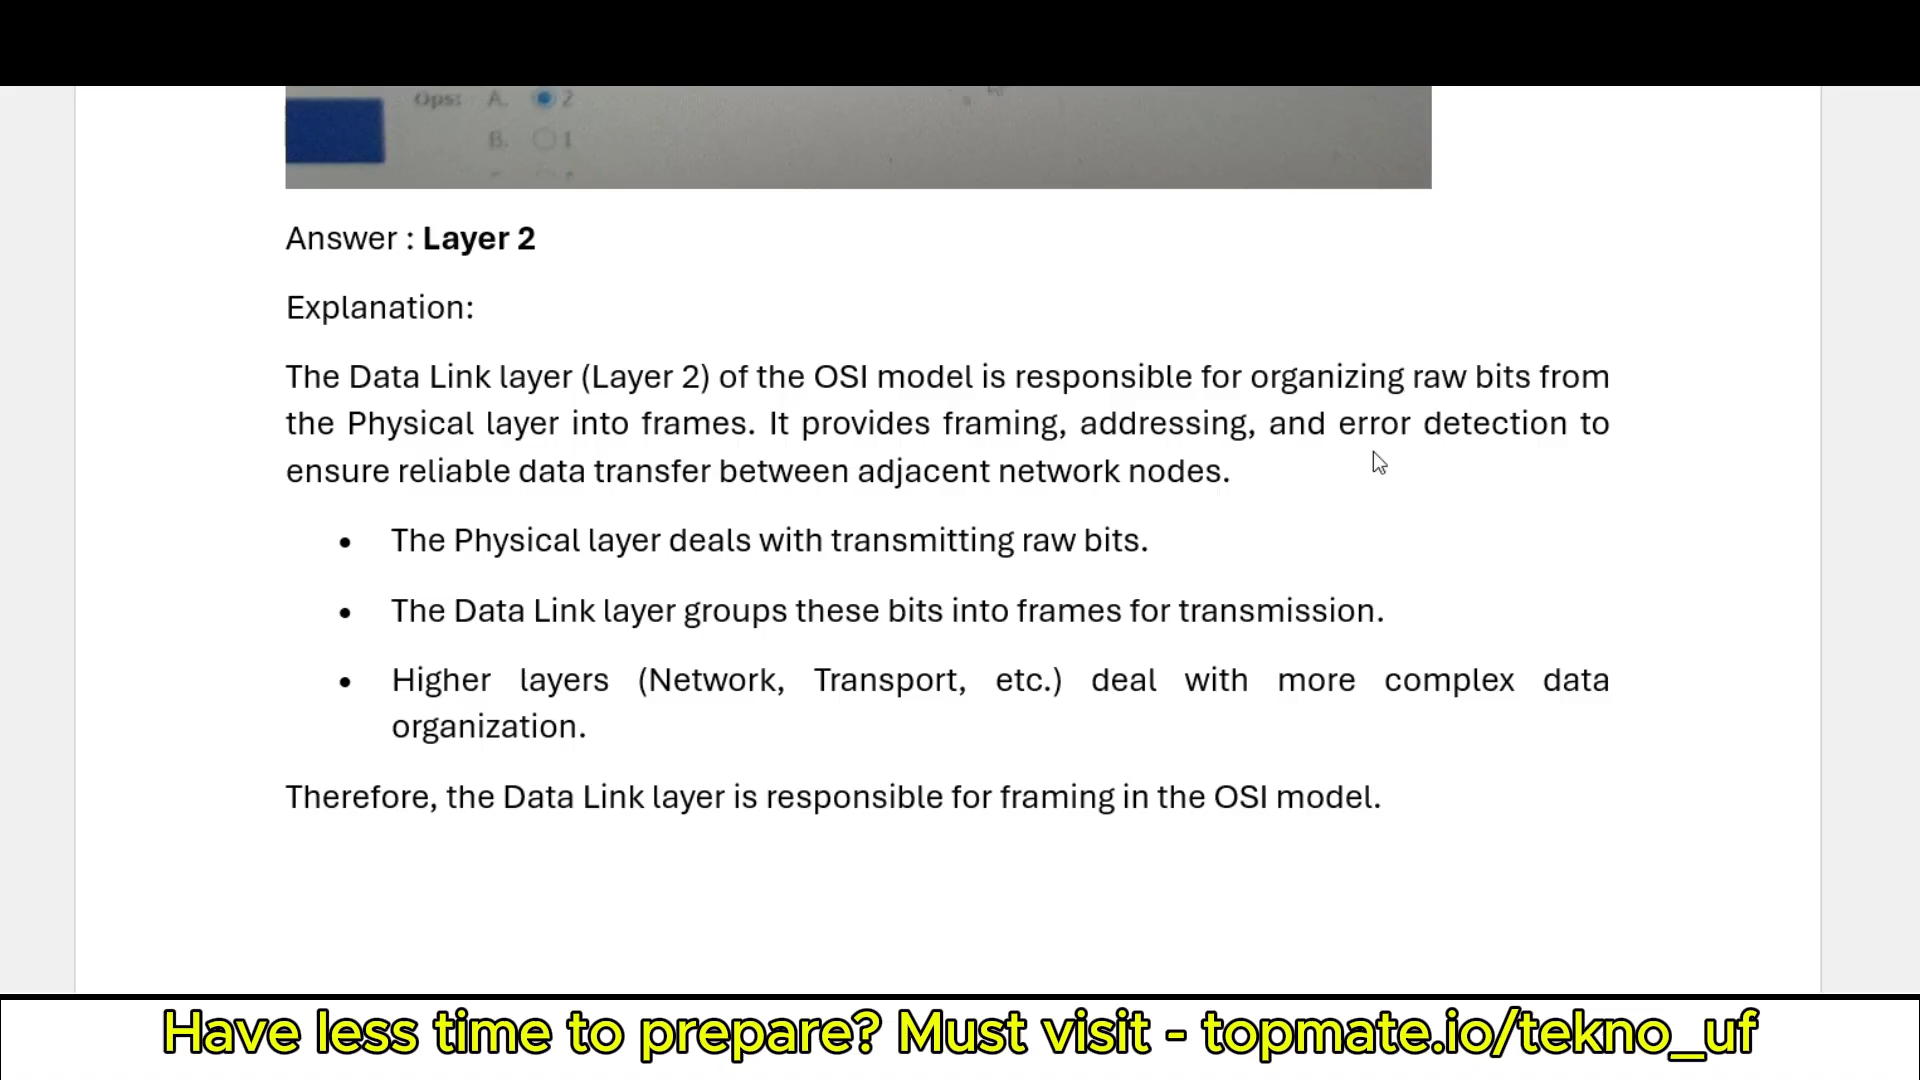 Ops: A. 2
B. 1
Answer : Layer 2
Explanation:
The Data Link layer (Layer 2) of the OSI model is responsible for organizing raw bits from
the Physical layer into frames. It provides framing, addressing, and error detection to
ensure reliable data transfer between adjacent network nodes.
• The Physical layer deals with transmitting raw bits.
• The Data Link layer groups these bits into frames for transmission.
• Higher layers (Network, Transport, etc.) deal with more complex data
organization.
Therefore, the Data Link layer is responsible for framing in the OSI model.
Have less time to prepare? Must visit - topmate.io/tekno_uf